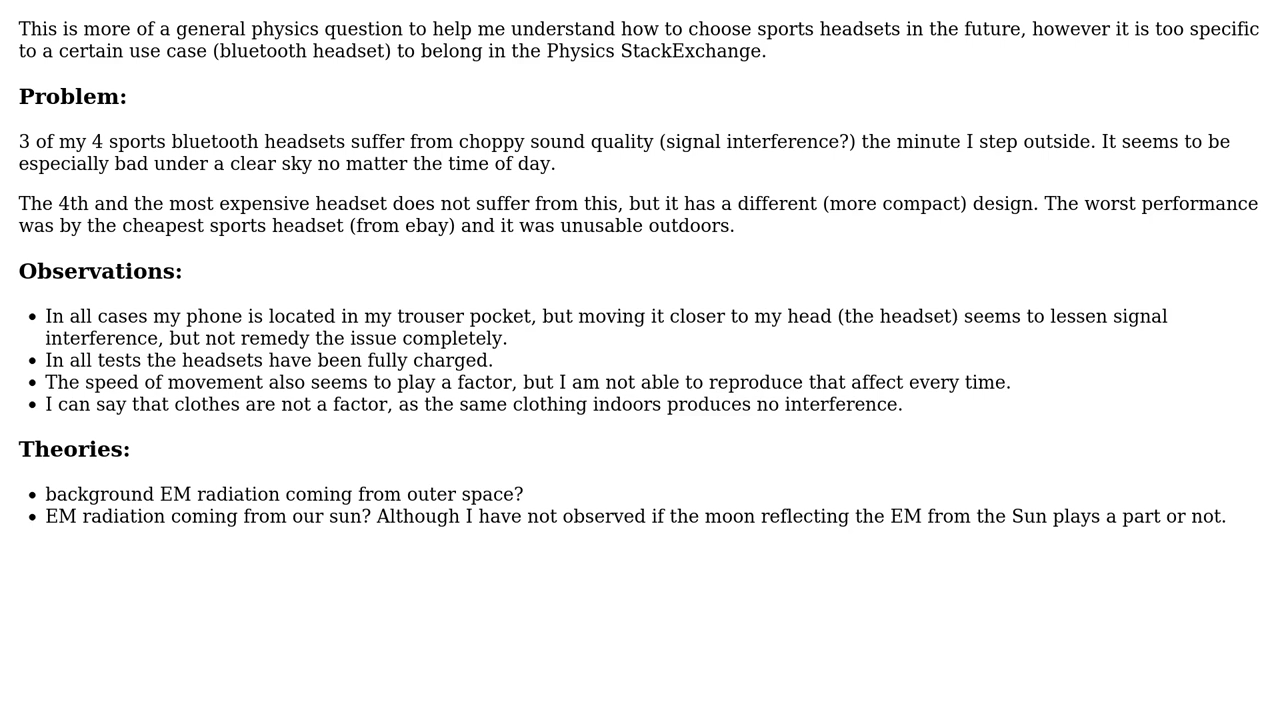 This is more of a general physics question to help me understand how to choose sports headsets in the future, however it is too specific
to a certain use case (bluetooth headset) to belong in the Physics StackExchange.
Problem:
3 of my 4 sports bluetooth headsets suffer from choppy sound quality (signal interference?) the minute I step outside. It seems to be
especially bad under a clear sky no matter the time of day.
The 4th and the most expensive headset does not suffer from this, but it has a different (more compact) design. The worst performance
was by the cheapest sports headset (from ebay) and it was unusable outdoors.
Observations:
• In all cases my phone is located in my trouser pocket, but moving it closer to my head (the headset) seems to lessen signal
interference, but not remedy the issue completely.
• In all tests the headsets have been fully charged.
• The speed of movement also seems to play a factor, but I am not able to reproduce that affect every time.
• I can say that clothes are not a factor, as the same clothing indoors produces no interference.
Theories:
• background EM radiation coming from outer space?
• EM radiation coming from our sun? Although I have not observed if the moon reflecting the EM from the Sun plays a part or not.